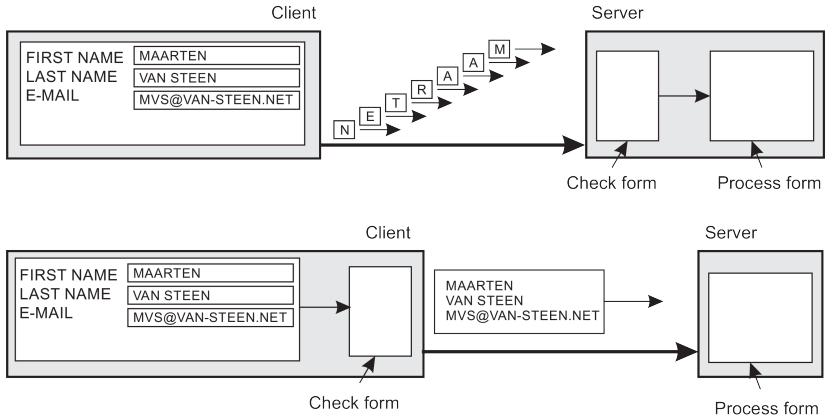 Client
Server
FIRST NAME MAARTEN
LAST NAME VAN STEEN
E-MAIL MVS@VAN-STEEN.NET
M
A
A
R
T
E
N
Check form
Process form
Client
Server
FIRST NAME MAARTEN
LAST NAME VAN STEEN
E-MAIL MVS@VAN-STEEN.NET
MAARTEN
VAN STEEN
MVS@VAN-STEEN.NET
Check form
Process form